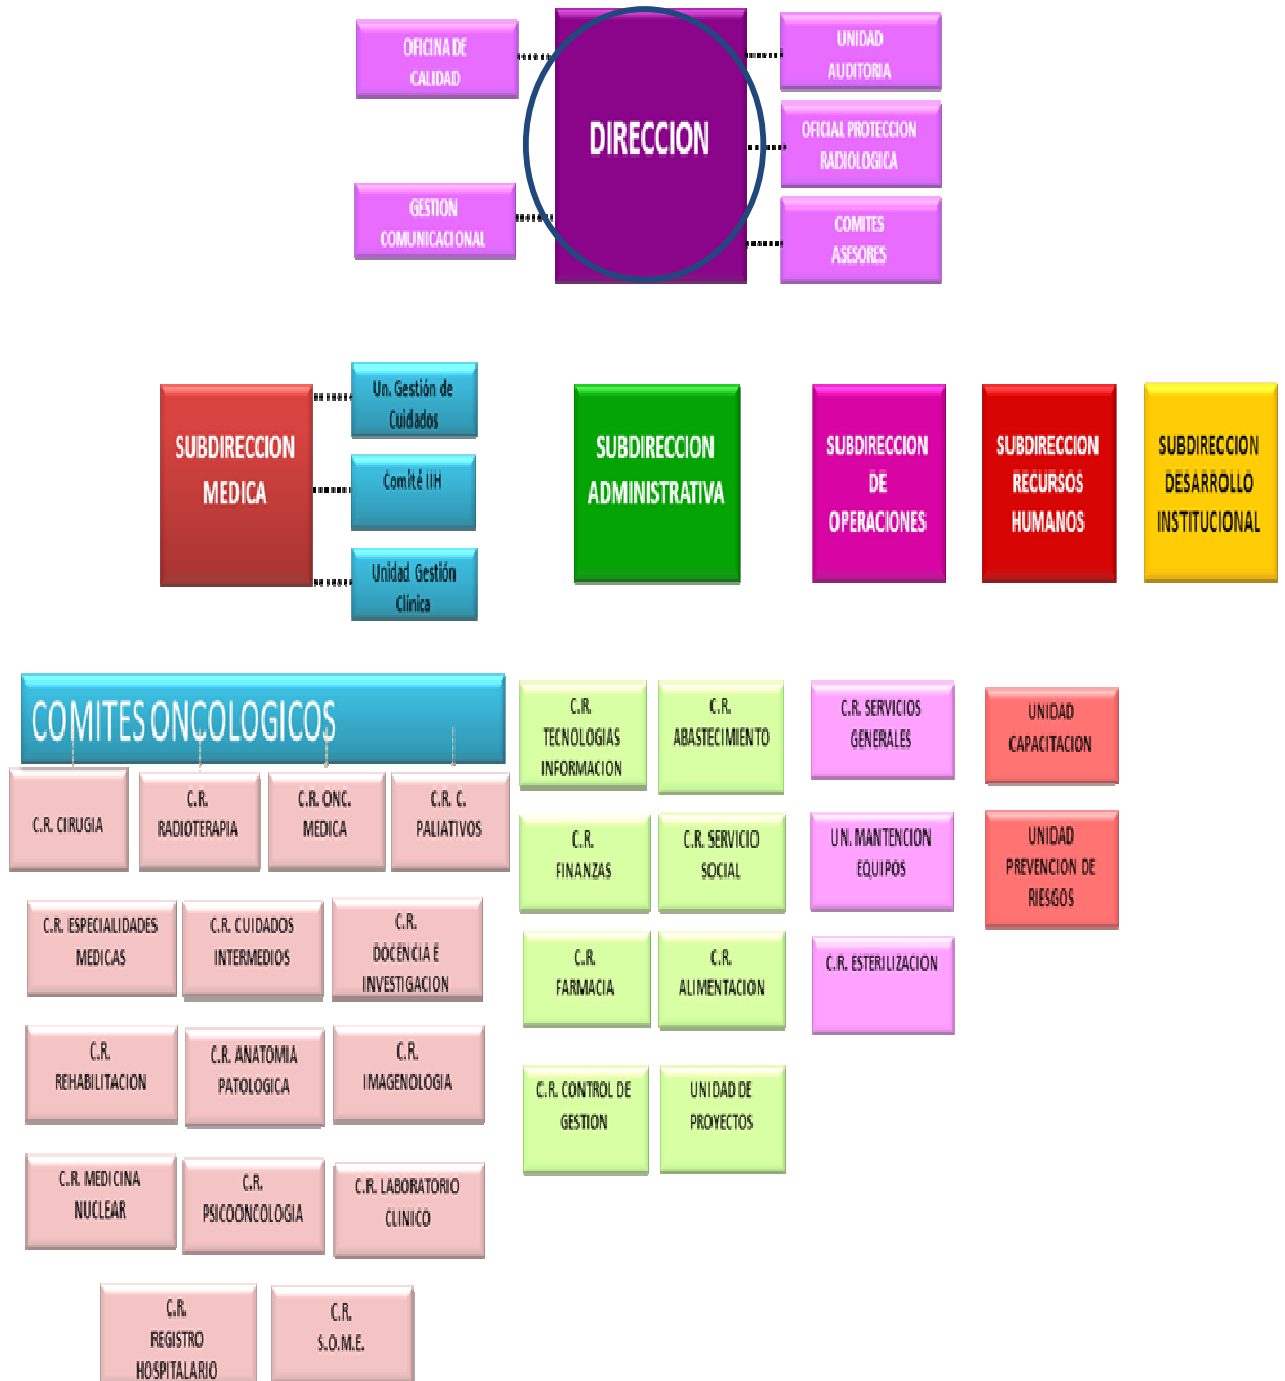 OFICINA DE
CALIDAD
GESTION
COMUNICACIONAL
DIRECCION
UNIDAD
AUDITORIA
OFICIAL PROTECCION
RADIOLOGICA
COMITES
ASESORES
SUBDIRECCION
MEDICA
Un. Gestión de
Cuidados
Comité IIH
Unidad Gestión
Clínica
SUBDIRECCION
ADMINISTRATIVA
SUBDIRECCION
DE
OPERACIONES
SUBDIRECCION
RECURSOS
HUMANOS
SUBDIRECCION
DESARROLLO
INSTITUCIONAL
COMITES ONCOLOGICOS
C.R. CIRUGIA
C.R.
RADIOTERAPIA
C.R. ONC.
MEDICA
C.R. C.
PALIATIVOS
C.R. ESPECIALIDADES
MEDICAS
C.R. CUIDADOS
INTERMEDIOS
C.R.
DOCENCIA E
INVESTIGACION
C.R.
REHABILITACION
C.R. ANATOMIA
PATOLOGICA
C.R.
IMAGENOLOGIA
C.R. MEDICINA
NUCLEAR
C.R.
PSICOONCOLOGIA
C.R. LABORATORIO
CLINICO
C.R.
REGISTRO
HOSPITALARIO
C.R.
S.O.M.E.
C.R.
TECNOLOGIAS
INFORMACION
C.R.
ABASTECIMIENTO
C.R.
FINANZAS
C.R. SERVICIO
SOCIAL
C.R.
FARMACIA
C.R.
ALIMENTACION
C.R. CONTROL DE
GESTION
UNIDAD DE
PROYECTOS
C.R. SERVICIOS
GENERALES
UN. MANTENCION
EQUIPOS
C.R. ESTERILIZACION
UNIDAD
CAPACITACION
UNIDAD
PREVENCION DE
RIESGOS